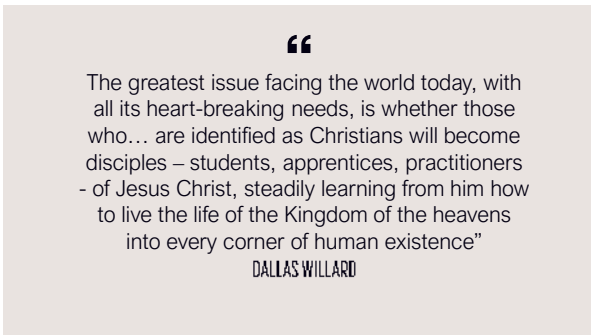 “
The greatest issue facing the world today, with
all its heart-breaking needs, is whether those
who… are identified as Christians will become
disciples – students, apprentices, practitioners
- of Jesus Christ, steadily learning from him how
to live the life of the Kingdom of the heavens
into every corner of human existence”
DALLAS WILLARD